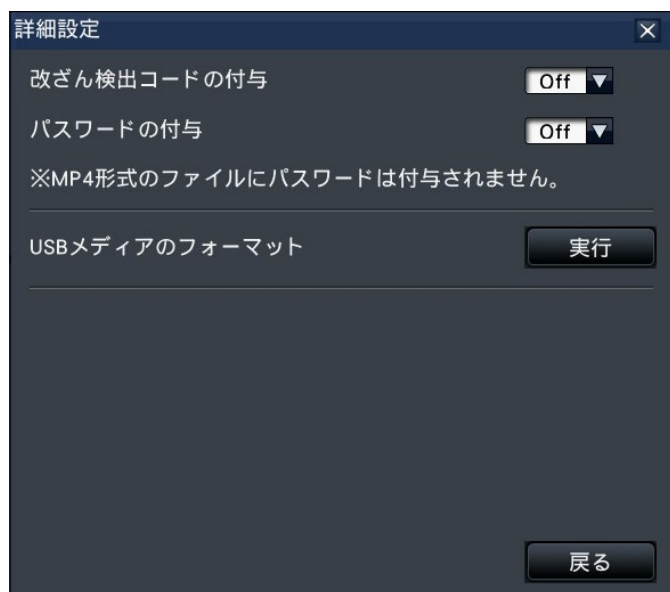 詳細設定
改ざん検出コードの付与 Off
パスワードの付与 Off
※MP4形式のファイルにパスワードは付与されません。
USBメディアのフォーマット 実行
戻る